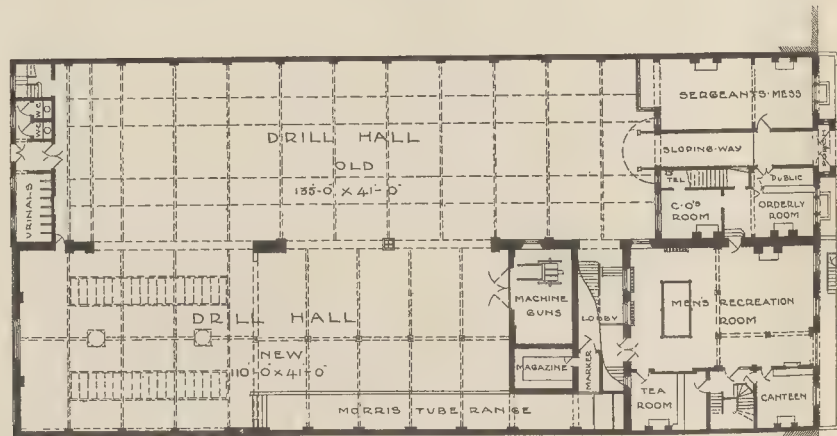 SERGEANTS·MESS
DRILL HALL
OLD
135'-0" X 41'-0"
SLOPING·WAY
PORCH
W.C
W.C
URINALS
TEL
PUBLIC
C·O'S
ROOM
ORDERLY
ROOM
MACHINE
GUNS
LOBBY
MEN'S RECREATION
ROOM
DRILL HALL
NEW
110'-0" X 41'-0"
MAGAZINE
MARKER
TEA
ROOM
CANTEEN
MORRIS TUBE RANGE